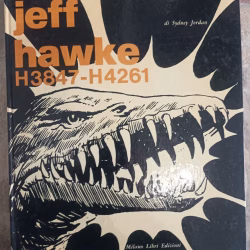 jeff
di Sydney Jordan
hawke
H3847-H4261
Milano Libri Edizioni